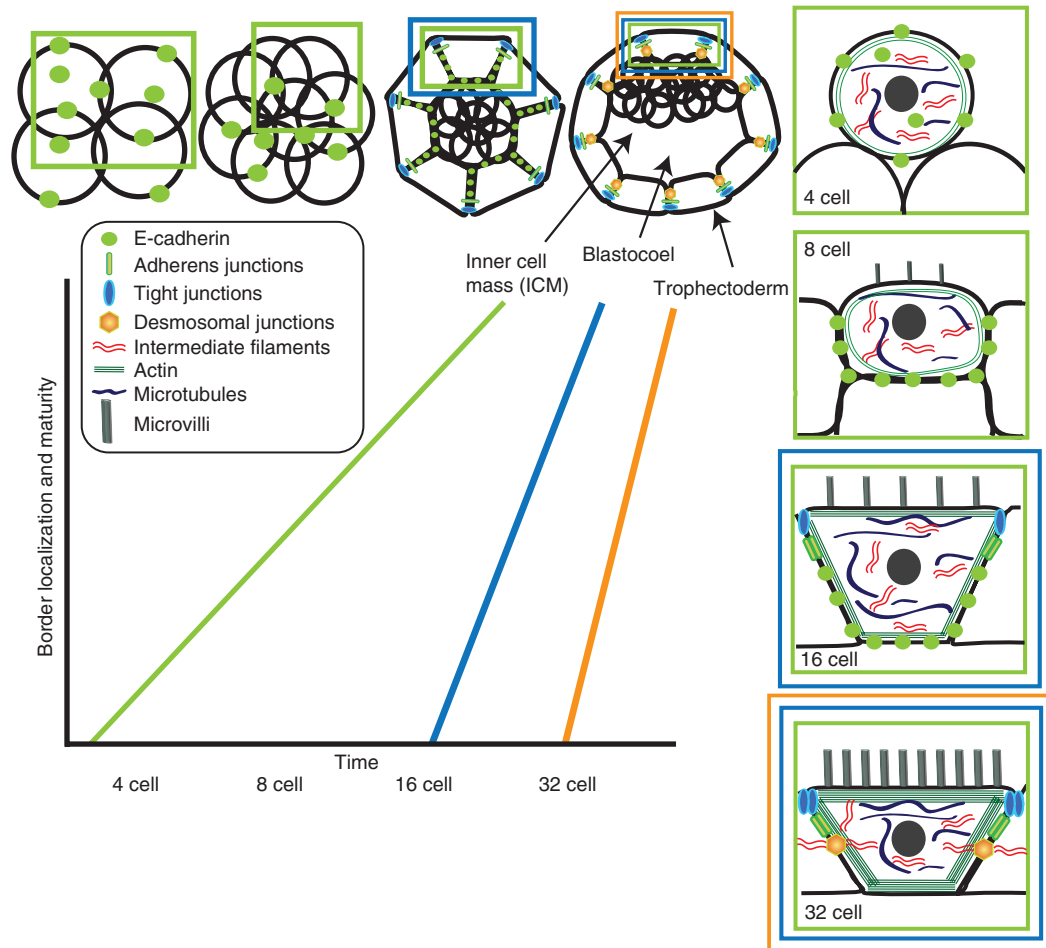 4 cell
8 cell
Inner cell
mass (ICM)
Blastocoel
Trophectoderm
E-cadherin
Adherens junctions
Tight junctions
Desmosomal junctions
Intermediate filaments
Actin
Microtubules
Microvilli
Border localization and maturity
Time
4 cell
8 cell
16 cell
32 cell
16 cell
32 cell